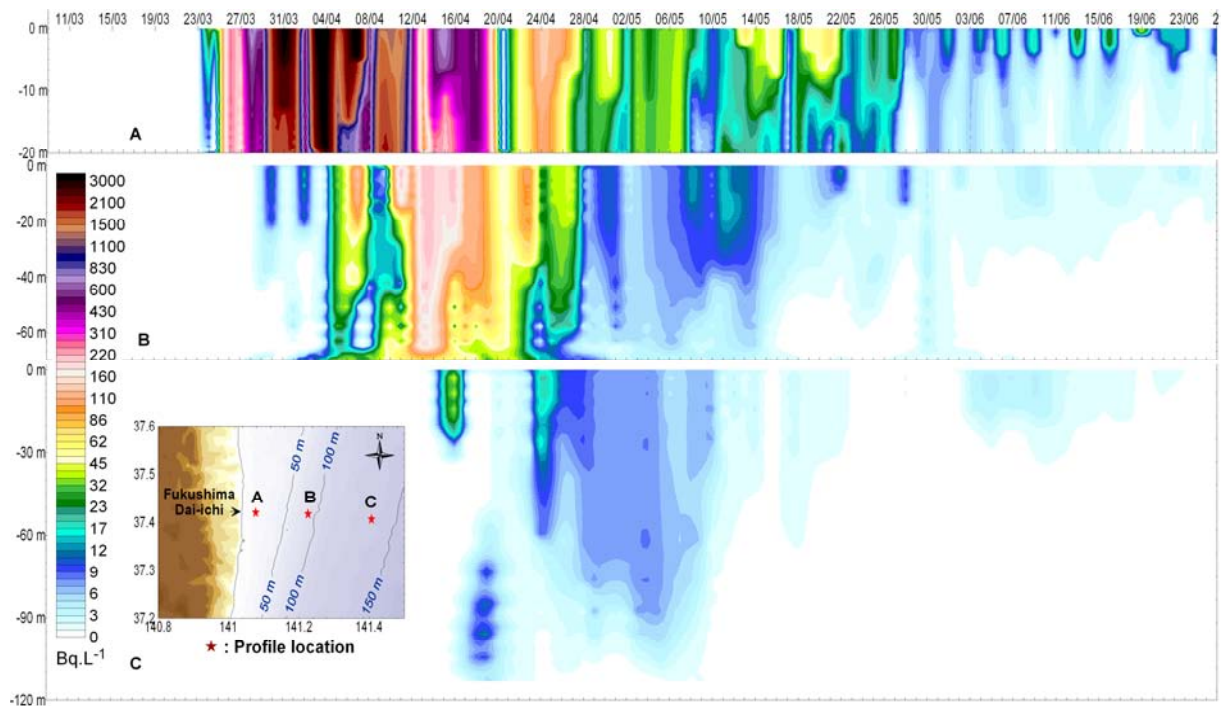 11/03 15/03 19/03 23/03 27/03 31/03 04/04 08/04 12/04 16/04 20/04 24/04 28/04 02/05 06/05 10/05 14/05 18/05 22/05 26/05 30/05 03/06 07/06 11/06 15/06 19/06 23/06 2
0 m
-10 m
A
-20 m
0 m
3000
2100
-20 m
1500
1100
830
-40 m
600
430
310
-60 m
B
220
0 m
160
110
86
62
37.6
-30 m
45
N
50 m
100 m
32
37.5
23
Fukushima
Dai-ichi
A
B
C
17
37.4
-60 m
12
9
37.3
6
50 m
100 m
150 m
3
37.2
-90 m
0
140.8 141 141.2 141.4
Bq.L-1
C
: Profile location
-120 m